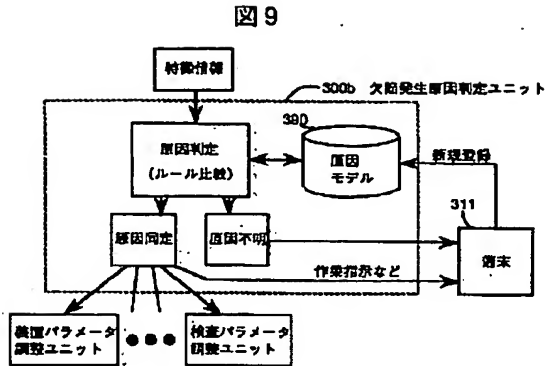 図9
特徴情報
300b 欠陥発生原因判定ユニット
390
原因判定
(ルール比較)
原因
モデル
新規登録
311
原因同定
原因不明
端末
作業指示など
装置パラメータ
調整ユニット
検査パラメータ
調整ユニット